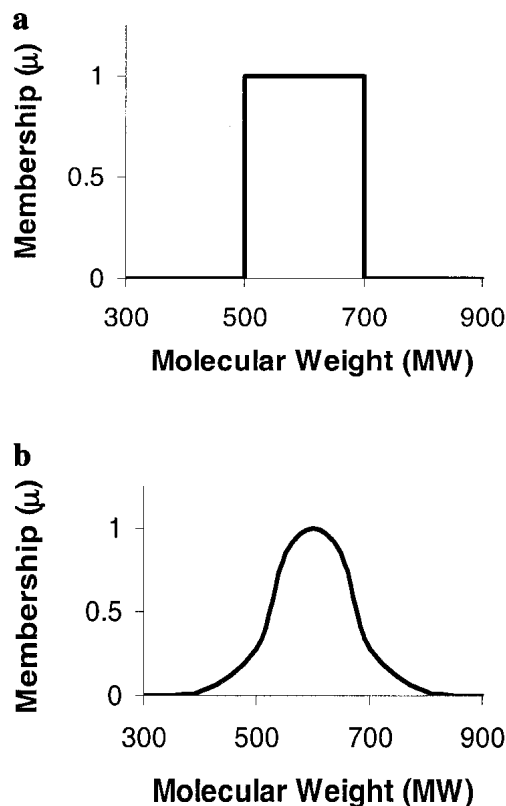 a
Membership (μ)
1
0.5
0
300 500 700 900
Molecular Weight (MW)
b
Membership (μ)
1
0.5
0
300 500 700 900
Molecular Weight (MW)